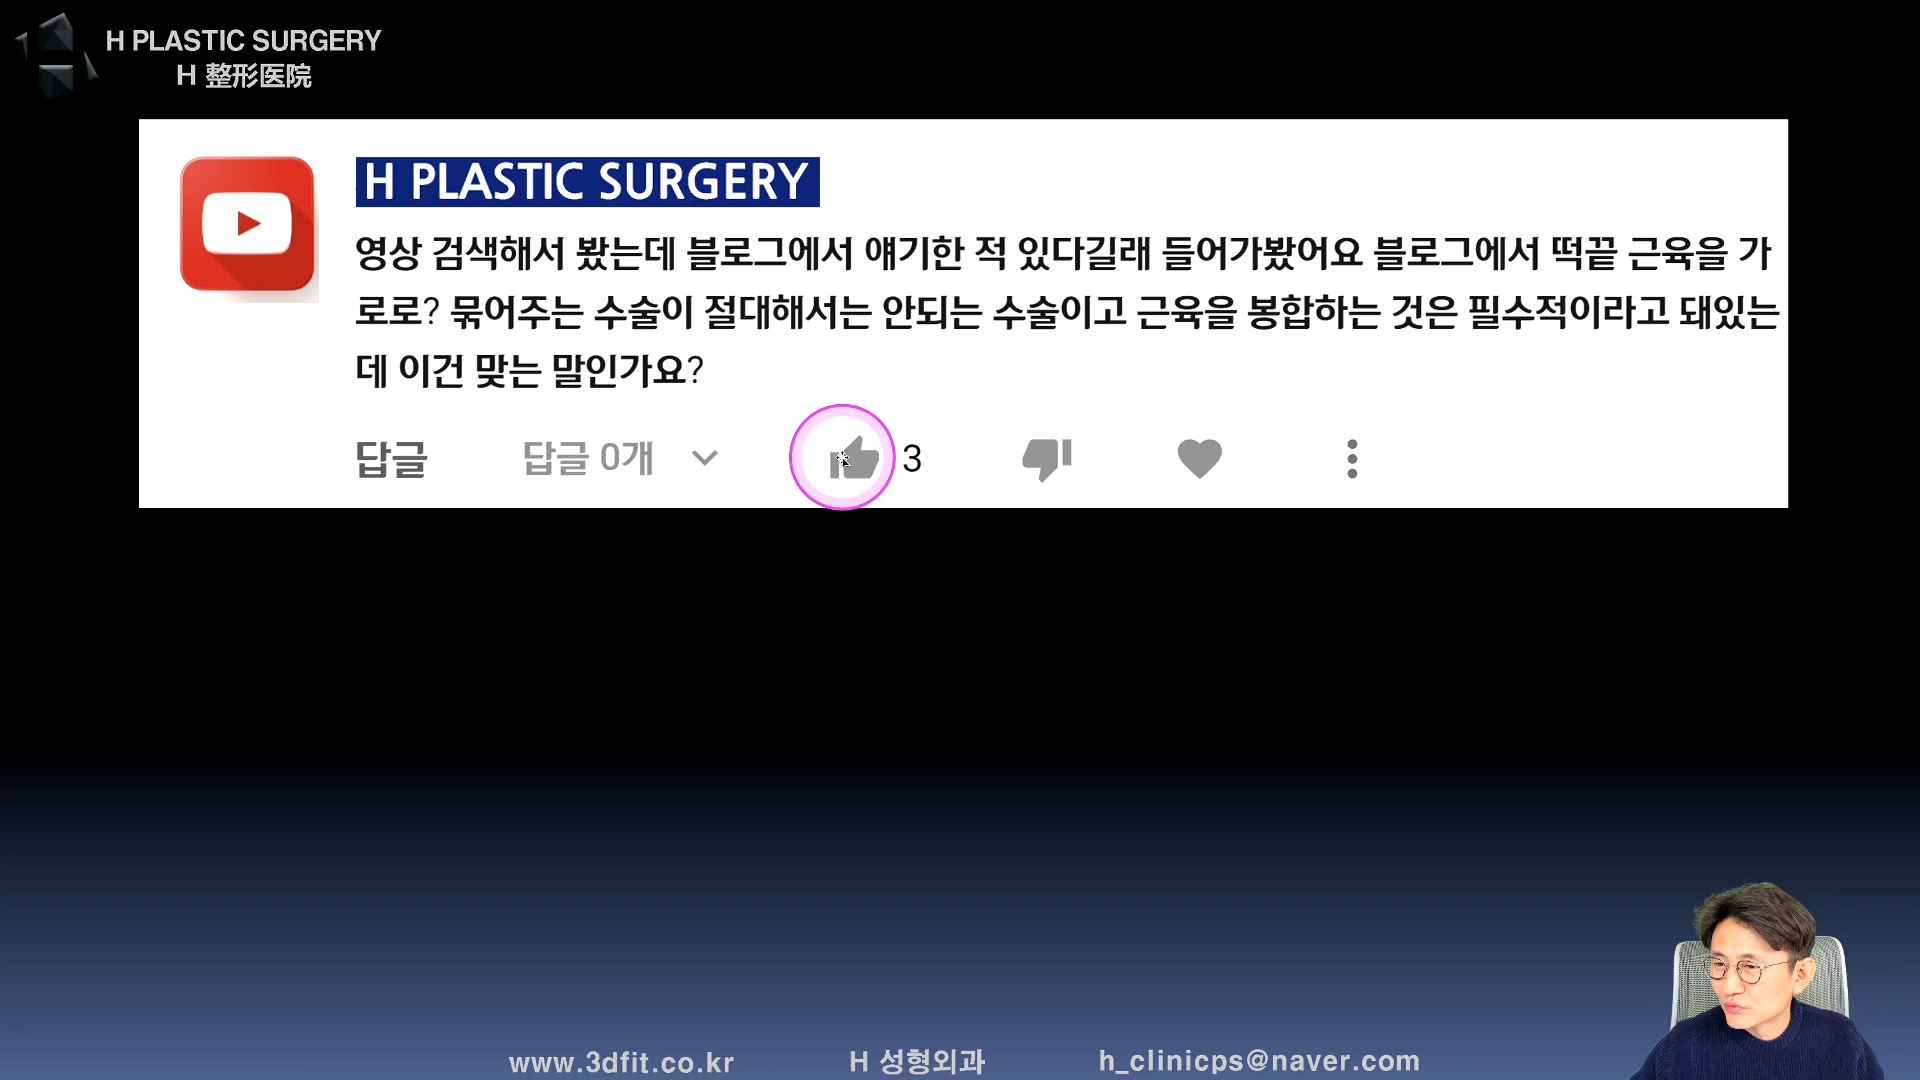 H PLASTIC SURGERY
H 整形医院
H PLASTIC SURGERY
영상 검색해서 봤는데 블로그에서 얘기한 적 있다길래 들어가봤어요 블로그에서 떡끝 근육을 가
로로? 묶어주는 수술이 절대해서는 안되는 수술이고 근육을 봉합하는 것은 필수적이라고 돼있는
데 이건 맞는 말인가요?
답글 답글 0개 3
www.3dfit.co.kr H 성형외과 h_clinicps@naver.com